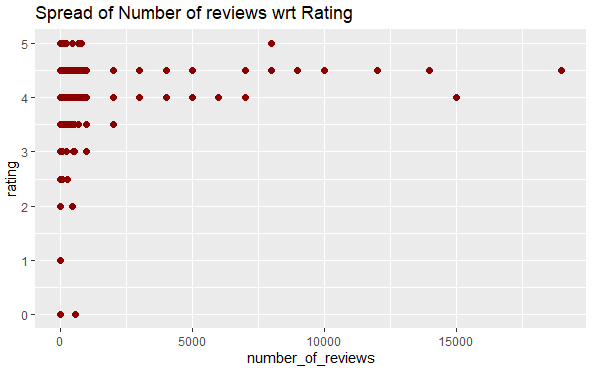 Spread of Number of reviews wrt Rating
5
4
3
2
1
0
rating
0 5000 10000 15000
number_of_reviews